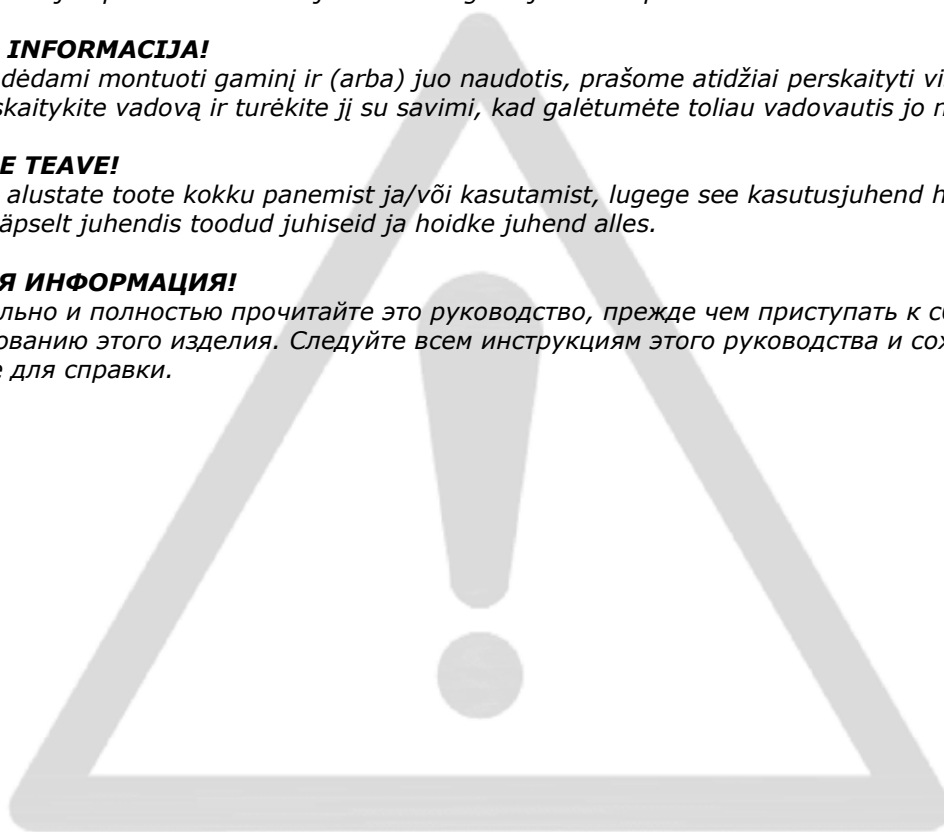 INFORMACIJA!
dėdami montuoti gaminį ir (arba) juo naudotis, prašome atidžiai perskaityti
skaitykite vadovą ir turėkite jį su savimi, kad galėtumėte toliau vadovautis jo
E TEAVE!
alustate toote kokku panemist ja/või kasutamist, lugege see kasutusjuhend
äpselt juhendis toodud juhiseid ja hoidke juhend alles.
Я ИНФОРМАЦИЯ!
льно и полностью прочитайте это руководство, прежде чем приступать к
ованию этого изделия. Следуйте всем инструкциям этого руководства и
е для справки.